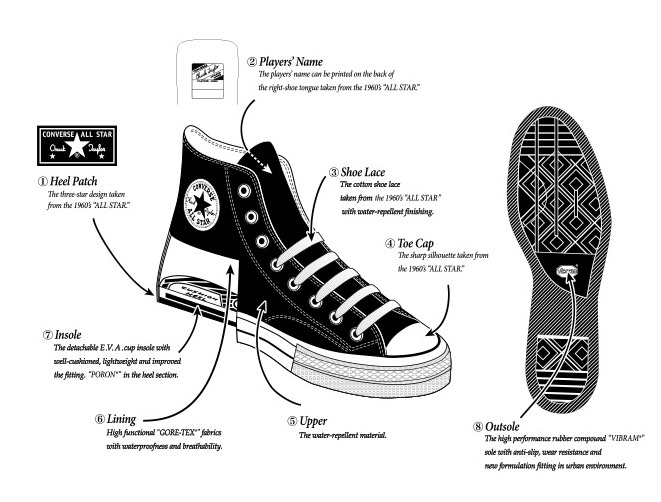 ② Players' Name
The players' name can be printed on the back of
the right-shoe tongue taken from the 1960's "ALL STAR."
CONVERSE ALL STAR
Chuck Taylor
① Heel Patch
The three-star design taken
from the 1960's "ALL STAR."
③ Shoe Lace
The cotton shoe lace
taken from the 1960's "ALL STAR"
with water-repellent finishing.
CONVERSE
ALL STAR
④ Toe Cap
The sharp silhouette taken from
the 1960's "ALL STAR."
CUSHION
HEEL
⑦ Insole
The detachable E.V.A.cup insole with
well-cushioned, lightweight and improved
the fitting. "PORON®" in the heel section.
⑥ Lining
High functional "GORE-TEX®" fabrics
with waterproofness and breathability.
⑤ Upper
The water-repellent material.
⑧ Outsole
The high performance rubber compound "VIBRAM®"
sole with anti-slip, wear resistance and
new formulation fitting in urban environment.